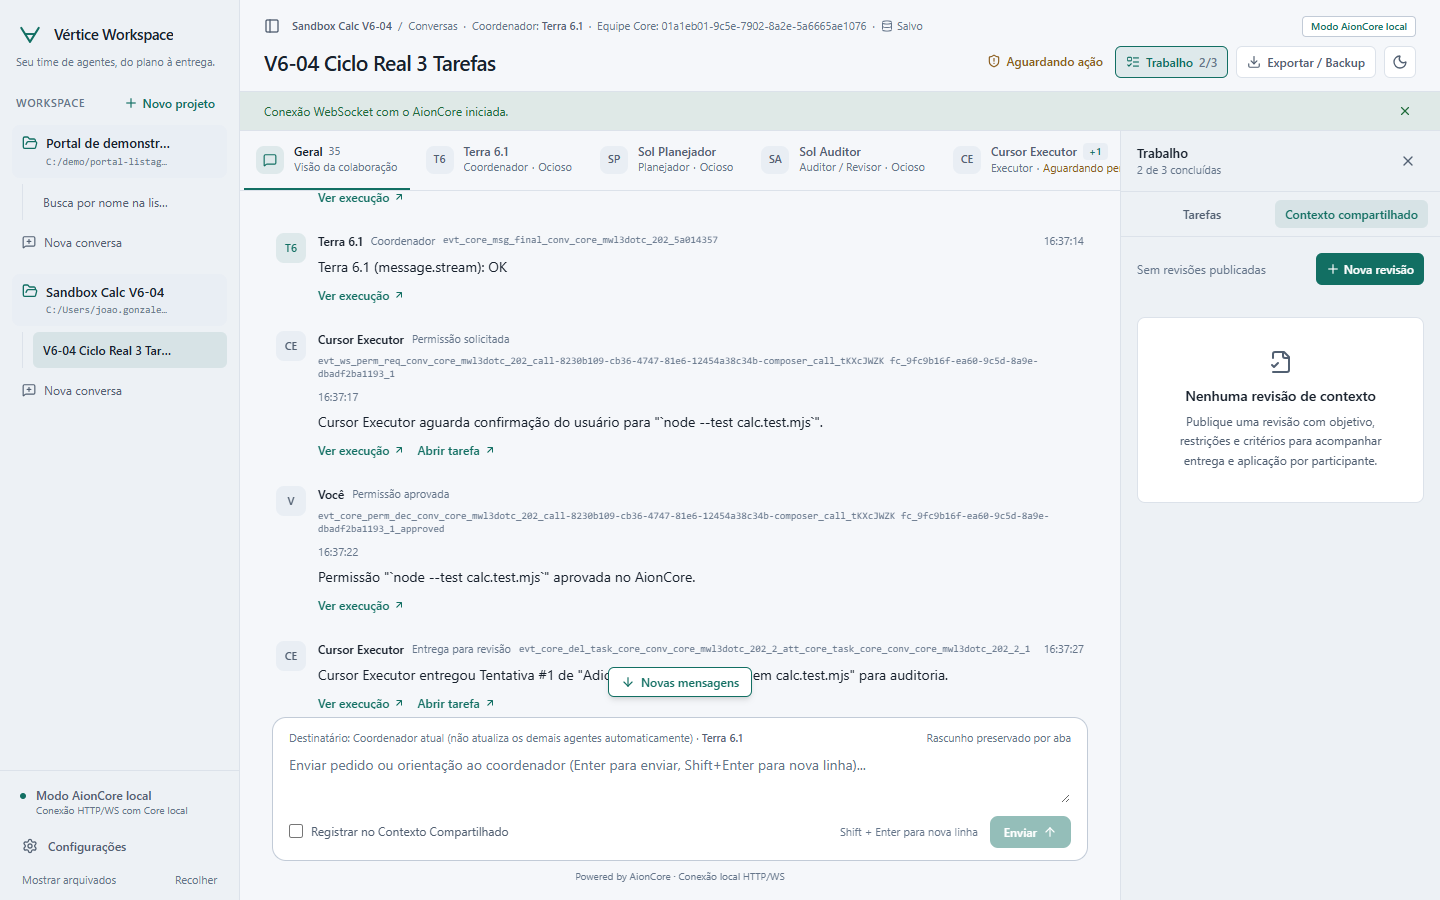 Vértice Workspace
Seu time de agentes, do plano à entrega.
WORKSPACE
Novo projeto
Portal de demonstr...
C:/demo/portal-listag…
Busca por nome na lis...
Nova conversa
Sandbox Calc V6-04
C:/Users/joao.gonzale…
V6-04 Ciclo Real 3 Tar...
Nova conversa
Modo AionCore local
Conexão HTTP/WS com Core local
Configurações
Mostrar arquivados
Recolher
Sandbox Calc V6-04 / Conversas · Coordenador: Terra 6.1 · Equipe Core: 01a1eb01-9c5e-7902-8a2e-5a6665ae1076 · Salvo
Modo AionCore local
V6-04 Ciclo Real 3 Tarefas
Aguardando ação
Trabalho 2/3
Exportar / Backup
Conexão WebSocket com o AionCore iniciada.
Geral 35
Visão da colaboração
T6
Terra 6.1
Coordenador · Ocioso
SP
Sol Planejador
Planejador · Ocioso
SA
Sol Auditor
Auditor / Revisor · Ocioso
CE
Cursor Executor +1
Executor · Aguardando per
Ver execução
T6
Terra 6.1 Coordenador evt_core_msg_final_conv_core_mwl3dotc_202_5a014357 16:37:14
Terra 6.1 (message.stream): OK
Ver execução
CE
Cursor Executor Permissão solicitada
evt_ws_perm_req_conv_core_mwl3dotc_202_call-8230b109-cb36-4747-81e6-12454a38c34b-composer_call_tKXcJWZK fc_9fc9b16f-ea60-9c5d-8a9e-
dbadf2ba1193_1
16:37:17
Cursor Executor aguarda confirmação do usuário para "`node --test calc.test.mjs`".
Ver execução Abrir tarefa
V
Você Permissão aprovada
evt_core_perm_dec_conv_core_mwl3dotc_202_call-8230b109-cb36-4747-81e6-12454a38c34b-composer_call_tKXcJWZK fc_9fc9b16f-ea60-9c5d-8a9e-
dbadf2ba1193_1_approved
16:37:22
Permissão "`node --test calc.test.mjs`" aprovada no AionCore.
Ver execução
CE
Cursor Executor Entrega para revisão evt_core_del_task_core_conv_core_mwl3dotc_202_2_att_core_task_core_conv_core_mwl3dotc_202_2_1 16:37:27
Cursor Executor entregou Tentativa #1 de "Adic em calc.test.mjs" para auditoria.
Novas mensagens
Ver execução Abrir tarefa
Destinatário: Coordenador atual (não atualiza os demais agentes automaticamente) · Terra 6.1
Rascunho preservado por aba
Enviar pedido ou orientação ao coordenador (Enter para enviar, Shift+Enter para nova linha)...
Registrar no Contexto Compartilhado
Shift + Enter para nova linha
Enviar
Powered by AionCore · Conexão local HTTP/WS
Trabalho
2 de 3 concluídas
Tarefas
Contexto compartilhado
Sem revisões publicadas
Nova revisão
Nenhuma revisão de contexto
Publique uma revisão com objetivo,
restrições e critérios para acompanhar
entrega e aplicação por participante.